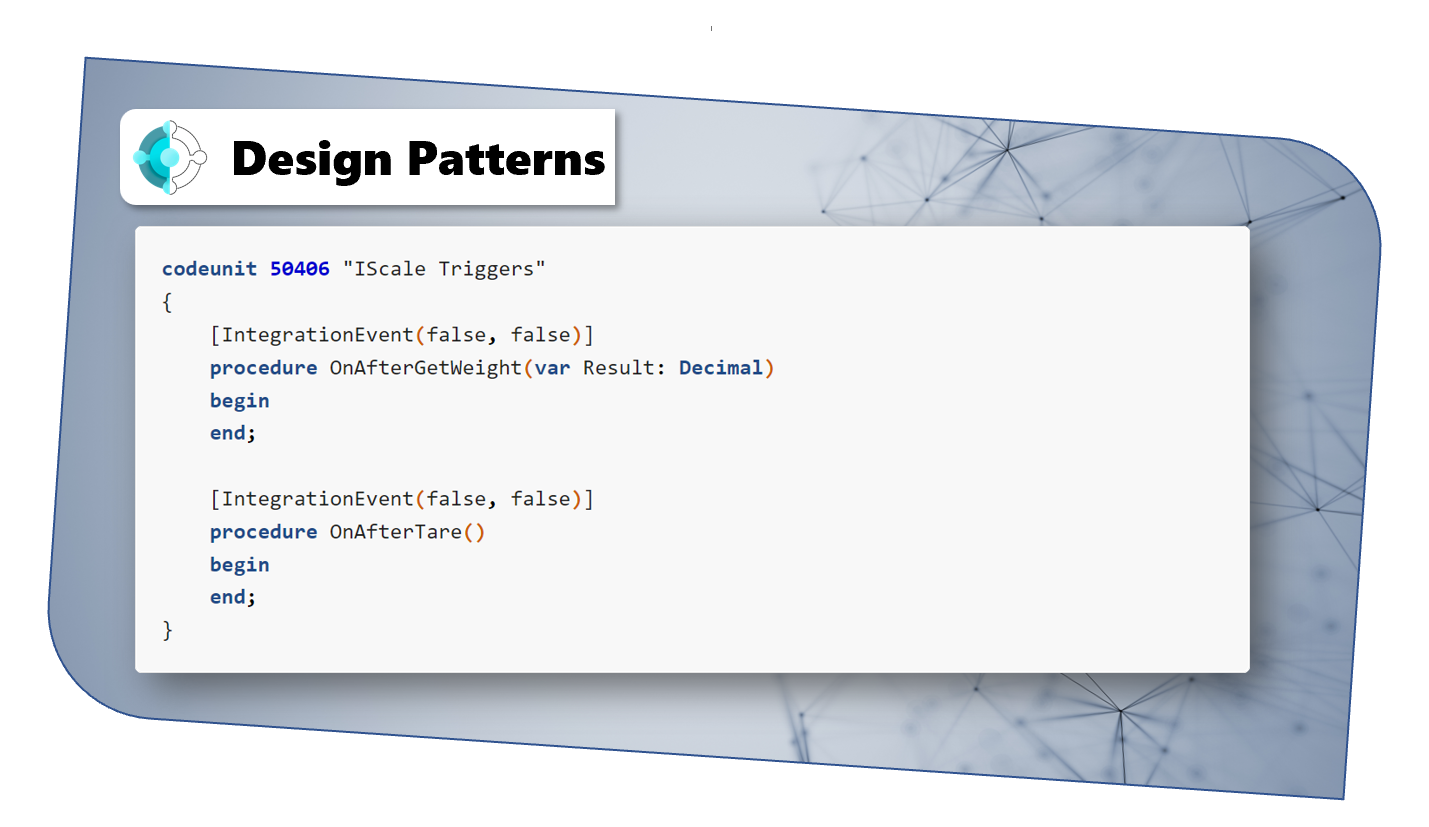 Design Patterns
codeunit 50406 "IScale Triggers"
{
    [IntegrationEvent(false, false)]
    procedure OnAfterGetWeight(var Result: Decimal)
    begin
    end;

    [IntegrationEvent(false, false)]
    procedure OnAfterTare()
    begin
    end;
}